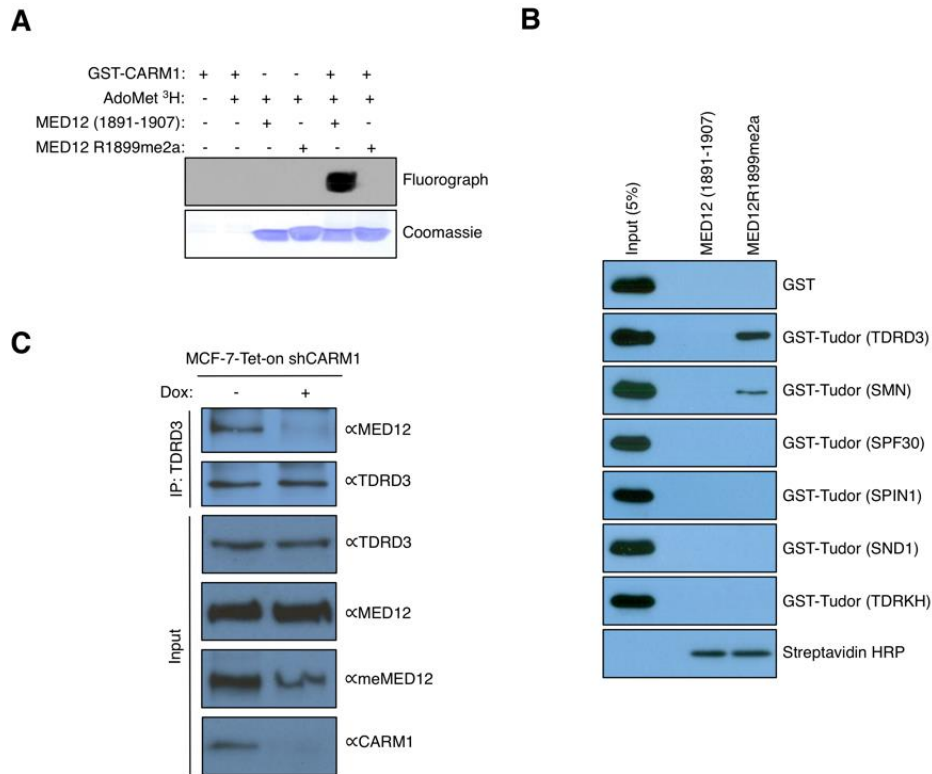 A
GST-CARM1: + + - - + +
AdoMet ³H: - + + + + +
MED12 (1891-1907): - - + - + -
MED12 R1899me2a: - - - + - +
Fluorograph
Coomassie
B
Input (5%)
MED12 (1891-1907)
MED12R1899me2a
GST
GST-Tudor (TDRD3)
GST-Tudor (SMN)
GST-Tudor (SPF30)
GST-Tudor (SPIN1)
GST-Tudor (SND1)
GST-Tudor (TDRKH)
Streptavidin HRP
C
MCF-7-Tet-on shCARM1
Dox: - +
IP: TDRD3
∝MED12
∝TDRD3
Input
∝TDRD3
∝MED12
∝meMED12
∝CARM1